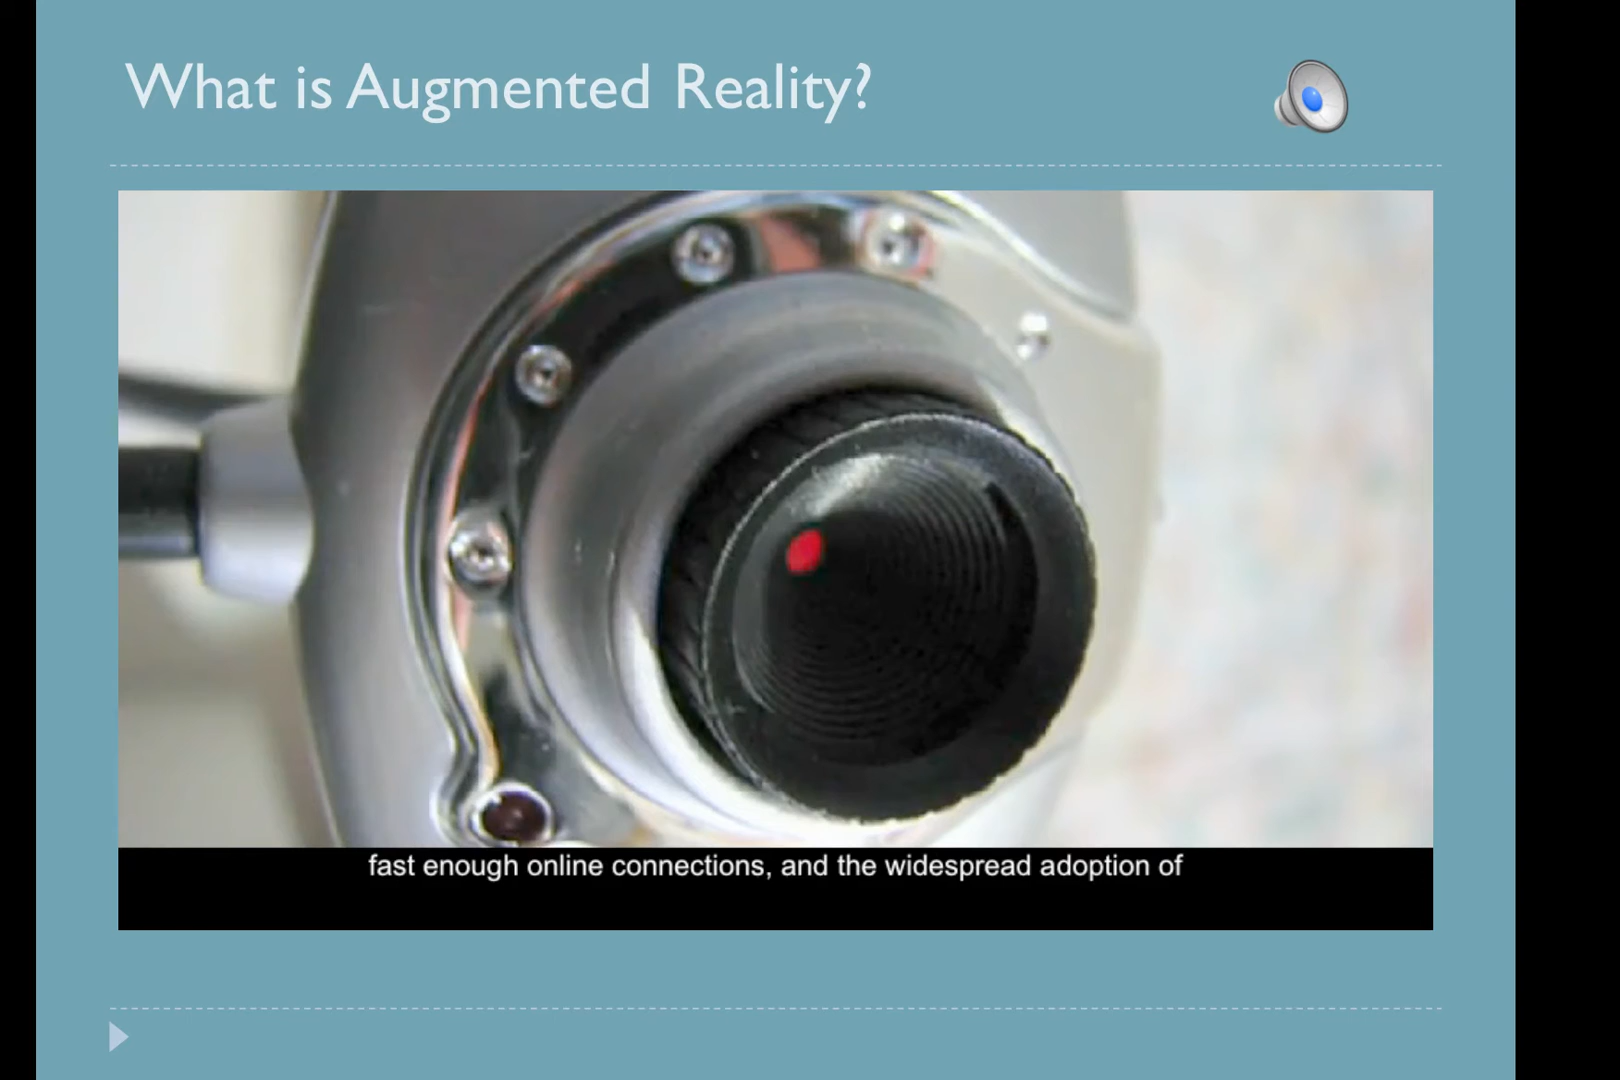 What is Augmented Reality?
fast enough online connections, and the widespread adoption of